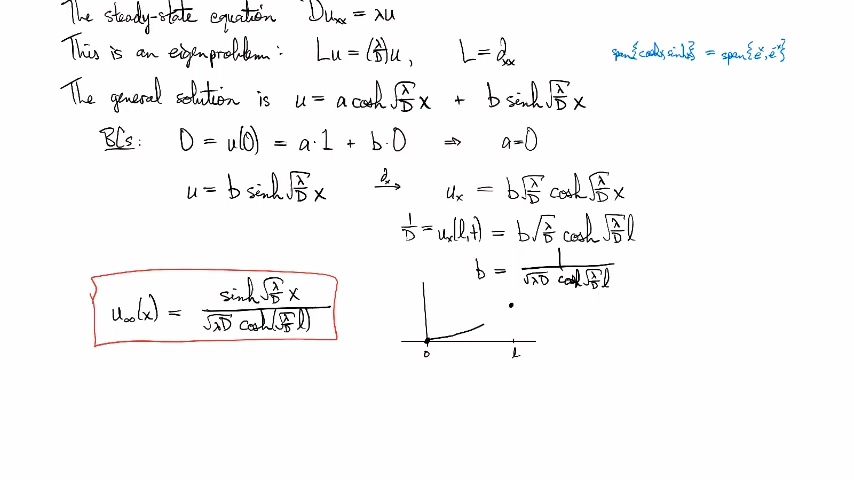 The steady-state equation Du_xx = λu
This is an eigenproblem: Lu = (λ/D)u, L = ∂_xx
span{coshx, sinhx} = span{e^x, e^-x}
The general solution is u = a cosh √(λ/D) x + b sinh √(λ/D) x
BCs: 0 = u(0) = a·1 + b·0 ⇒ a=0
u = b sinh √(λ/D) x ∂_x → u_x = b√(λ/D) cosh √(λ/D) x
1/D = u_x(l,t) = b√(λ/D) cosh √(λ/D) l
b = 1/(√λD cosh √(λ/D) l)
u_∞(x) = sinh √(λ/D) x / (√λD cosh(√(λ/D) l))
0 l